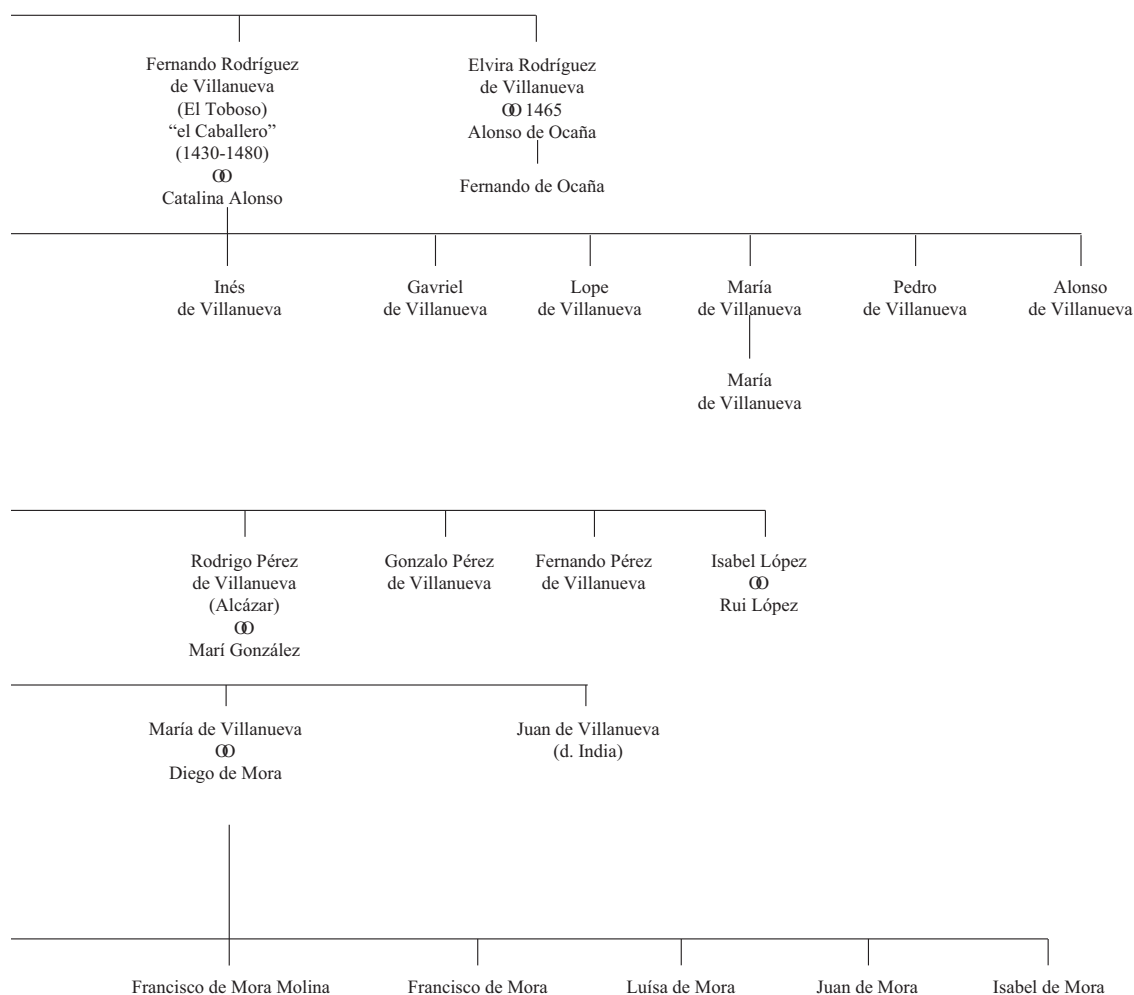 Fernando Rodríguez
de Villanueva
(El Toboso)
“el Caballero”
(1430-1480)
ꝏ
Catalina Alonso
Elvira Rodríguez
de Villanueva
ꝏ 1465
Alonso de Ocaña
Fernando de Ocaña
Inés
de Villanueva
Gavriel
de Villanueva
Lope
de Villanueva
María
de Villanueva
Pedro
de Villanueva
Alonso
de Villanueva
María
de Villanueva
Rodrigo Pérez
de Villanueva
(Alcázar)
ꝏ
Marí González
Gonzalo Pérez
de Villanueva
Fernando Pérez
de Villanueva
Isabel López
ꝏ
Rui López
María de Villanueva
ꝏ
Diego de Mora
Juan de Villanueva
(d. India)
Francisco de Mora Molina
Francisco de Mora
Luísa de Mora
Juan de Mora
Isabel de Mora